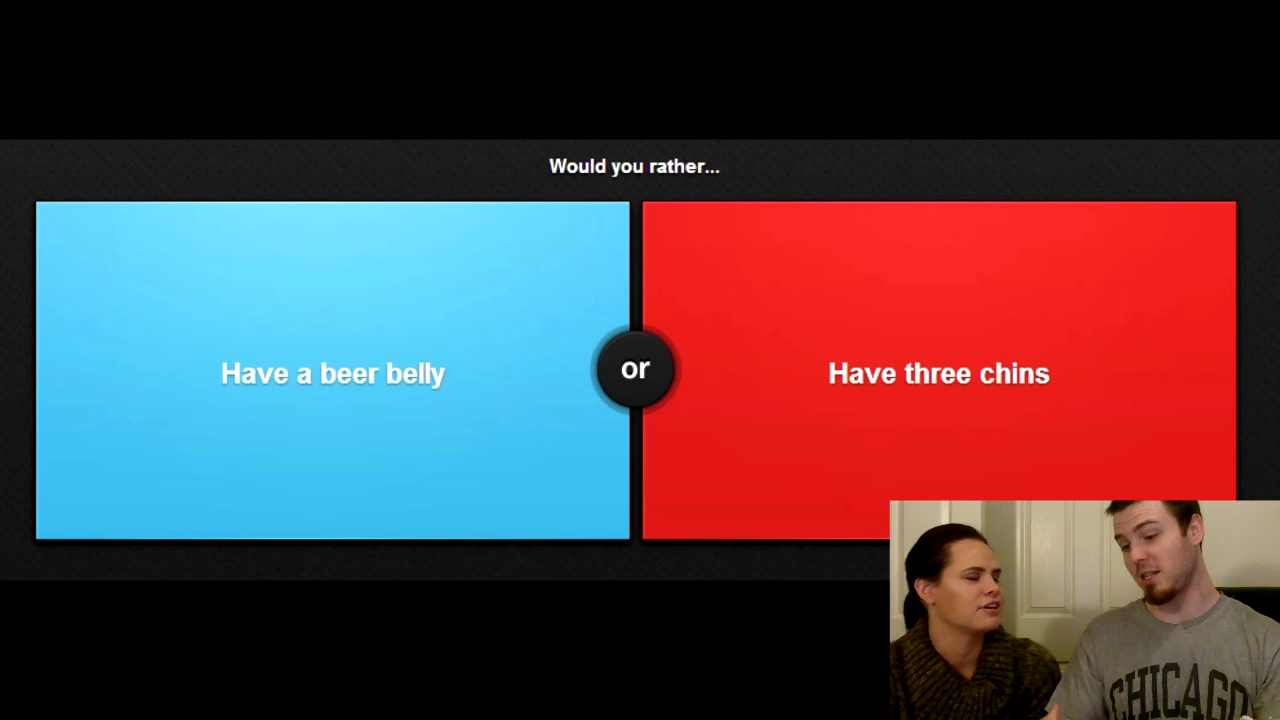 Would you rather...
Have a beer belly
or
Have three chins
CHICAGO